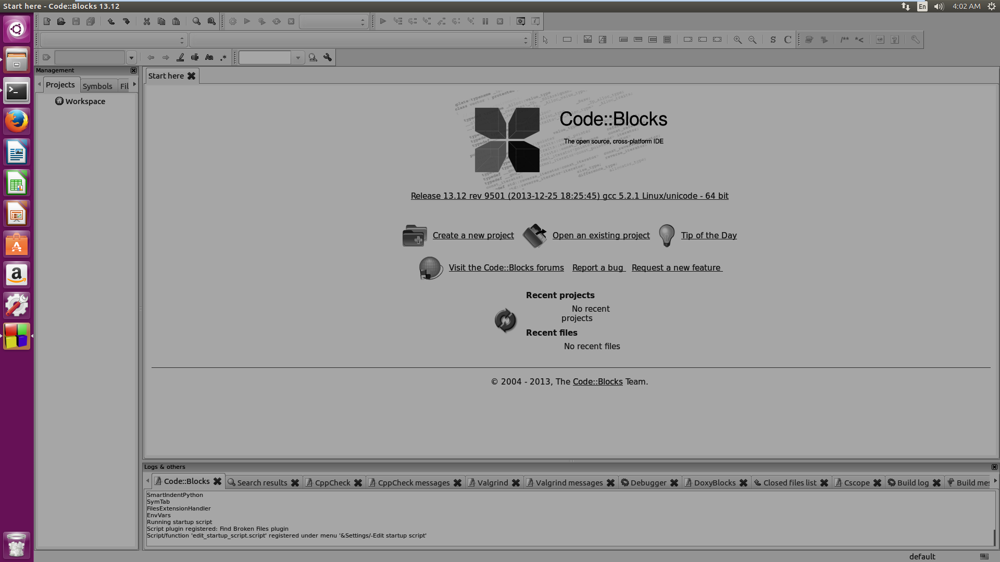 Start here - Code::Blocks 13.12
En
4:02 AM
S
C
/**
*<
Aa
.*
Management
Projects
Symbols
Fil
Workspace
Start here
Code::Blocks
The open source, cross-platform IDE
Release 13.12 rev 9501 (2013-12-25 18:25:45) gcc 5.2.1 Linux/unicode - 64 bit
Create a new project
Open an existing project
Tip of the Day
Visit the Code::Blocks forums
Report a bug
Request a new feature
Recent projects
No recent
projects
Recent files
No recent files
© 2004 - 2013, The Code::Blocks Team.
Logs & others
Code::Blocks
Search results
CppCheck
CppCheck messages
Valgrind
Valgrind messages
Debugger
DoxyBlocks
Closed files list
Cscope
Build log
Build mes
SmartIndentPython
SymTab
FilesExtensionHandler
EnvVars
Running startup script
Script plugin registered: Find Broken Files plugin
Script/function 'edit_startup_script.script' registered under menu '&Settings/-Edit startup script'
default